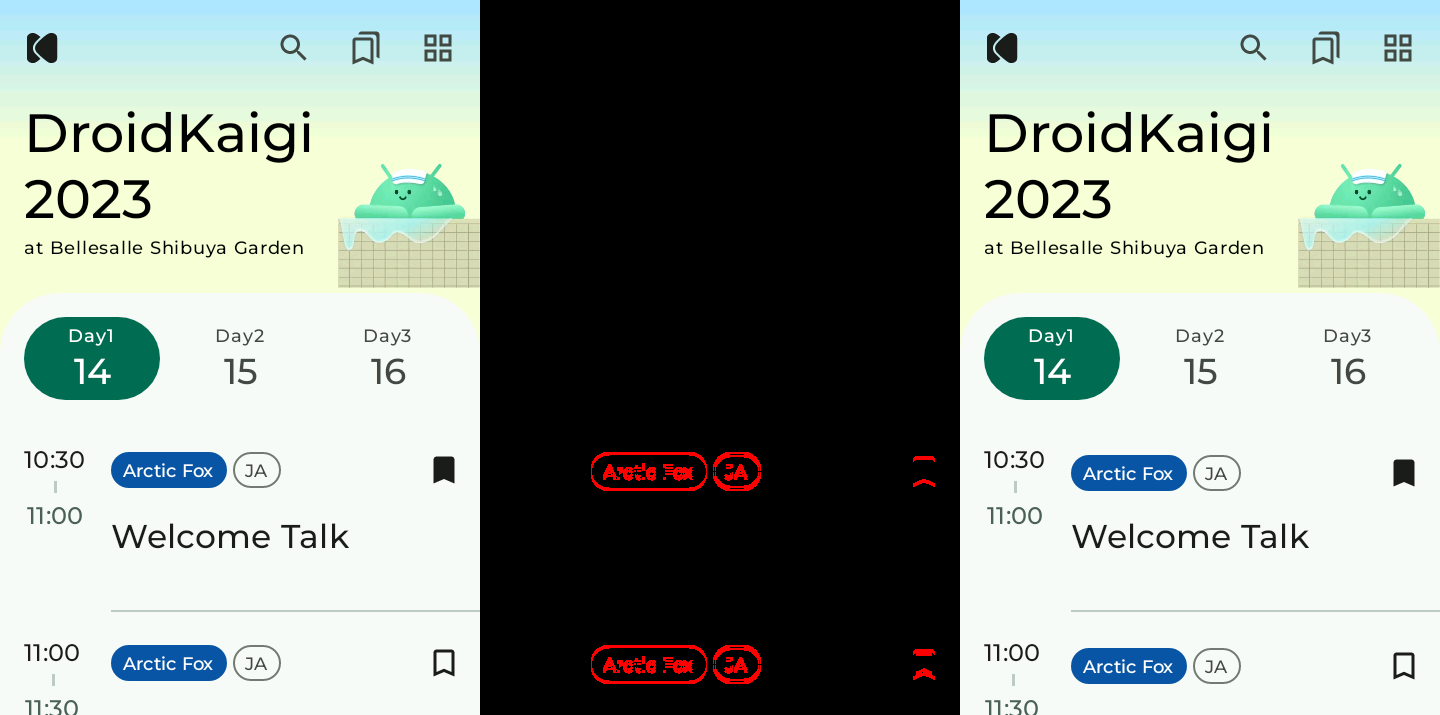 DroidKaigi
2023
at Bellesalle Shibuya Garden
Day1 Day2 Day3
14 15 16
10:30 Arctic Fox JA
11:00
Welcome Talk
11:00 Arctic Fox JA
11:30
Arctic Fox JA
Arctic Fox JA
DroidKaigi
2023
at Bellesalle Shibuya Garden
Day1 Day2 Day3
14 15 16
10:30 Arctic Fox JA
11:00
Welcome Talk
11:00 Arctic Fox JA
11:30